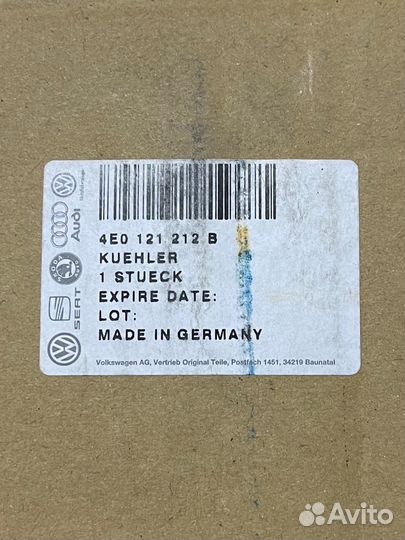 4E0 121 212 B
KUEHLER
1 STUECK
EXPIRE DATE:
LOT:
MADE IN GERMANY
Volkswagen AG, Vertrieb Original Teile, Postfach 1451, 34219 Baunatal
Audi
SKODA
SEAT
Avito